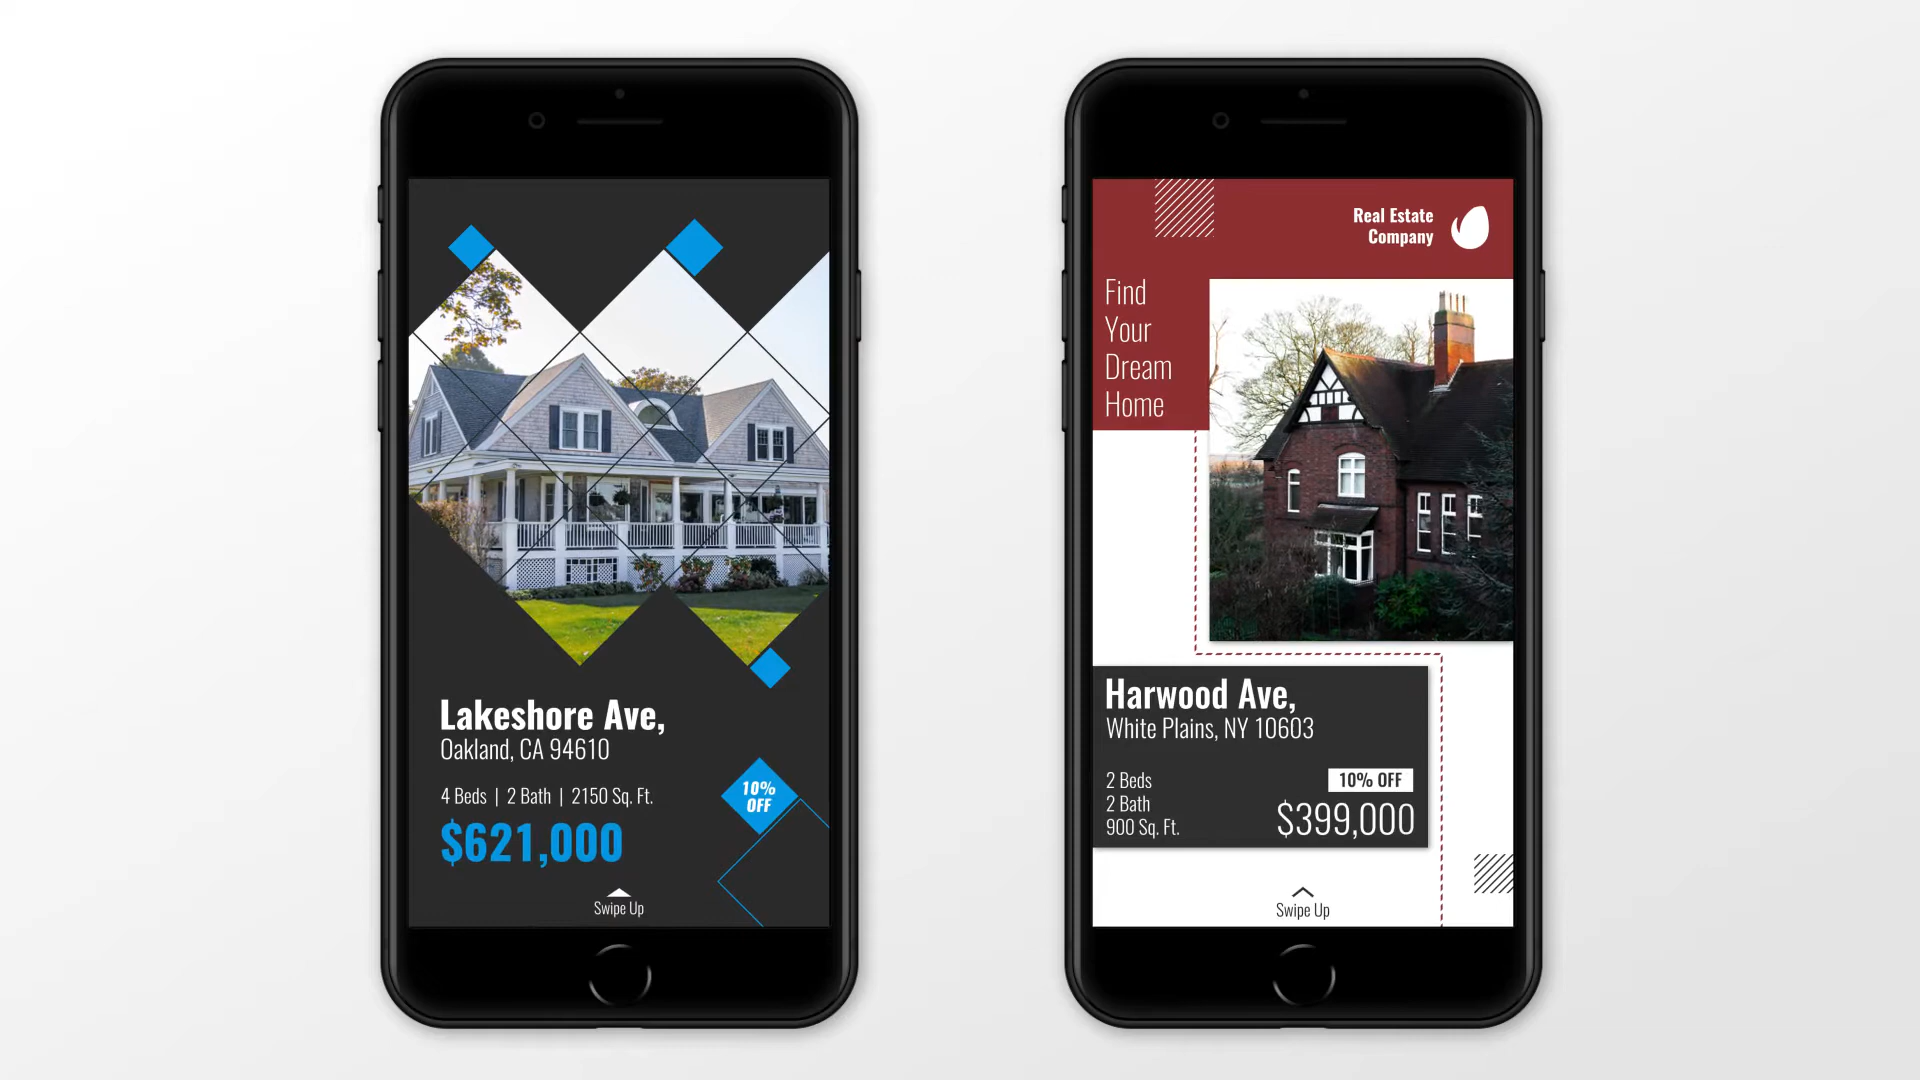 Lakeshore Ave,
Oakland, CA 94610
4 Beds | 2 Bath | 2150 Sq. Ft.
$621,000
10%
OFF
Swipe Up
Real Estate
Company
Find
Your
Dream
Home
Harwood Ave,
White Plains, NY 10603
2 Beds
2 Bath
900 Sq. Ft.
10% OFF
$399,000
Swipe Up